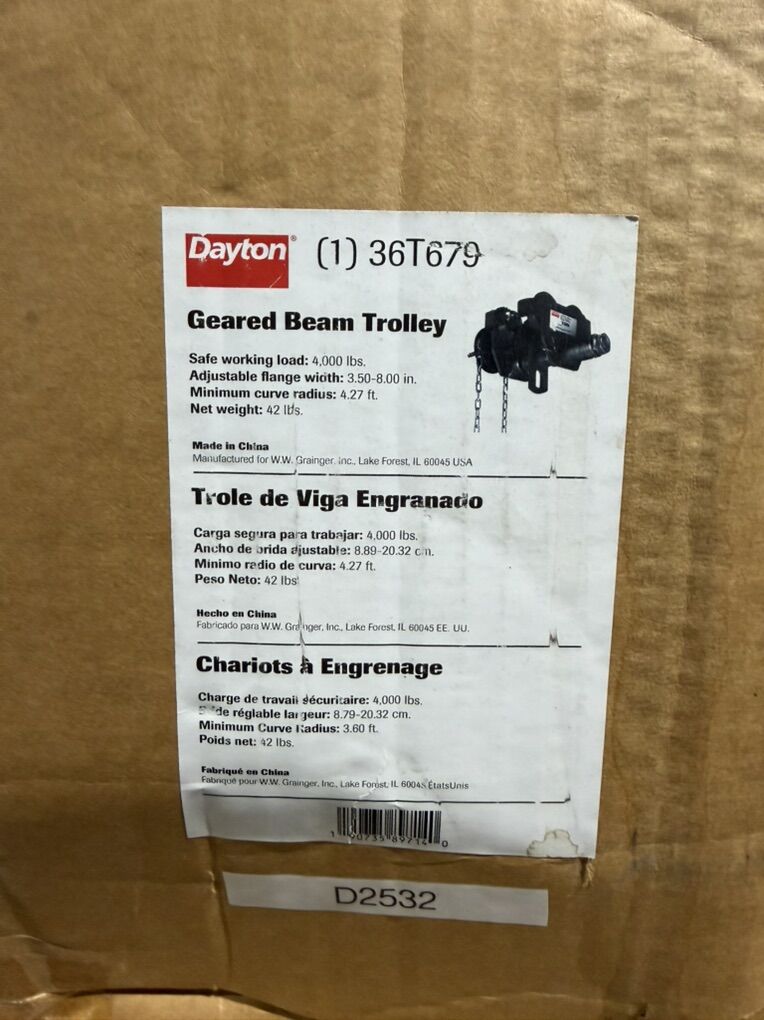 Dayton® (1) 36T679
Geared Beam Trolley
Safe working load: 4,000 lbs.
Adjustable flange width: 3.50-8.00 in.
Minimum curve radius: 4.27 ft.
Net weight: 42 lbs.
Made in China
Manufactured for W.W. Grainger, Inc., Lake Forest, IL 60045 USA
Trole de Viga Engranado
Carga segura para trabajar: 4,000 lbs.
Ancho de brida ajustable: 8.89-20.32 cm.
Mínimo radio de curva: 4.27 ft.
Peso Neto: 42 lbs
Hecho en China
Fabricado para W.W. Grainger, Inc., Lake Forest, IL 60045 EE. UU.
Chariots à Engrenage
Charge de travail sécuritaire: 4,000 lbs.
de réglable largeur: 8.79-20.32 cm.
Minimum Curve Radius: 3.60 ft.
Poids net: 42 lbs.
Fabriqué en China
Fabriqué pour W.W. Grainger, Inc., Lake Forest, IL 60045 ÉtatsUnis
1 90735 89714 0
D2532